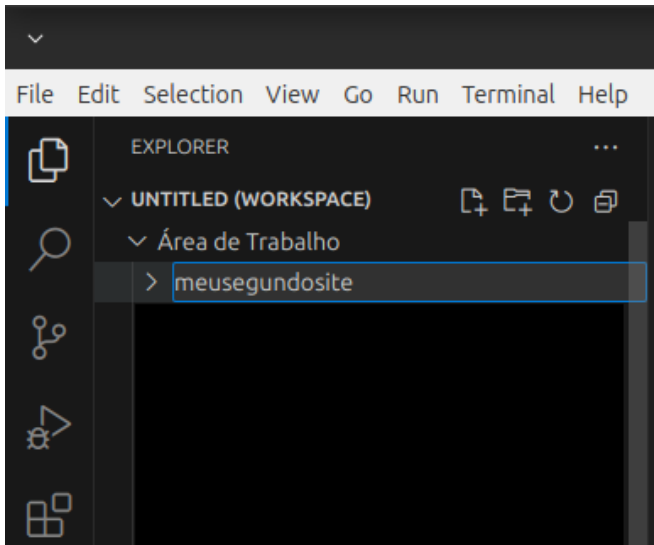 File Edit Selection View Go Run Terminal Help
EXPLORER
UNTITLED (WORKSPACE)
Área de Trabalho
meusegundosite